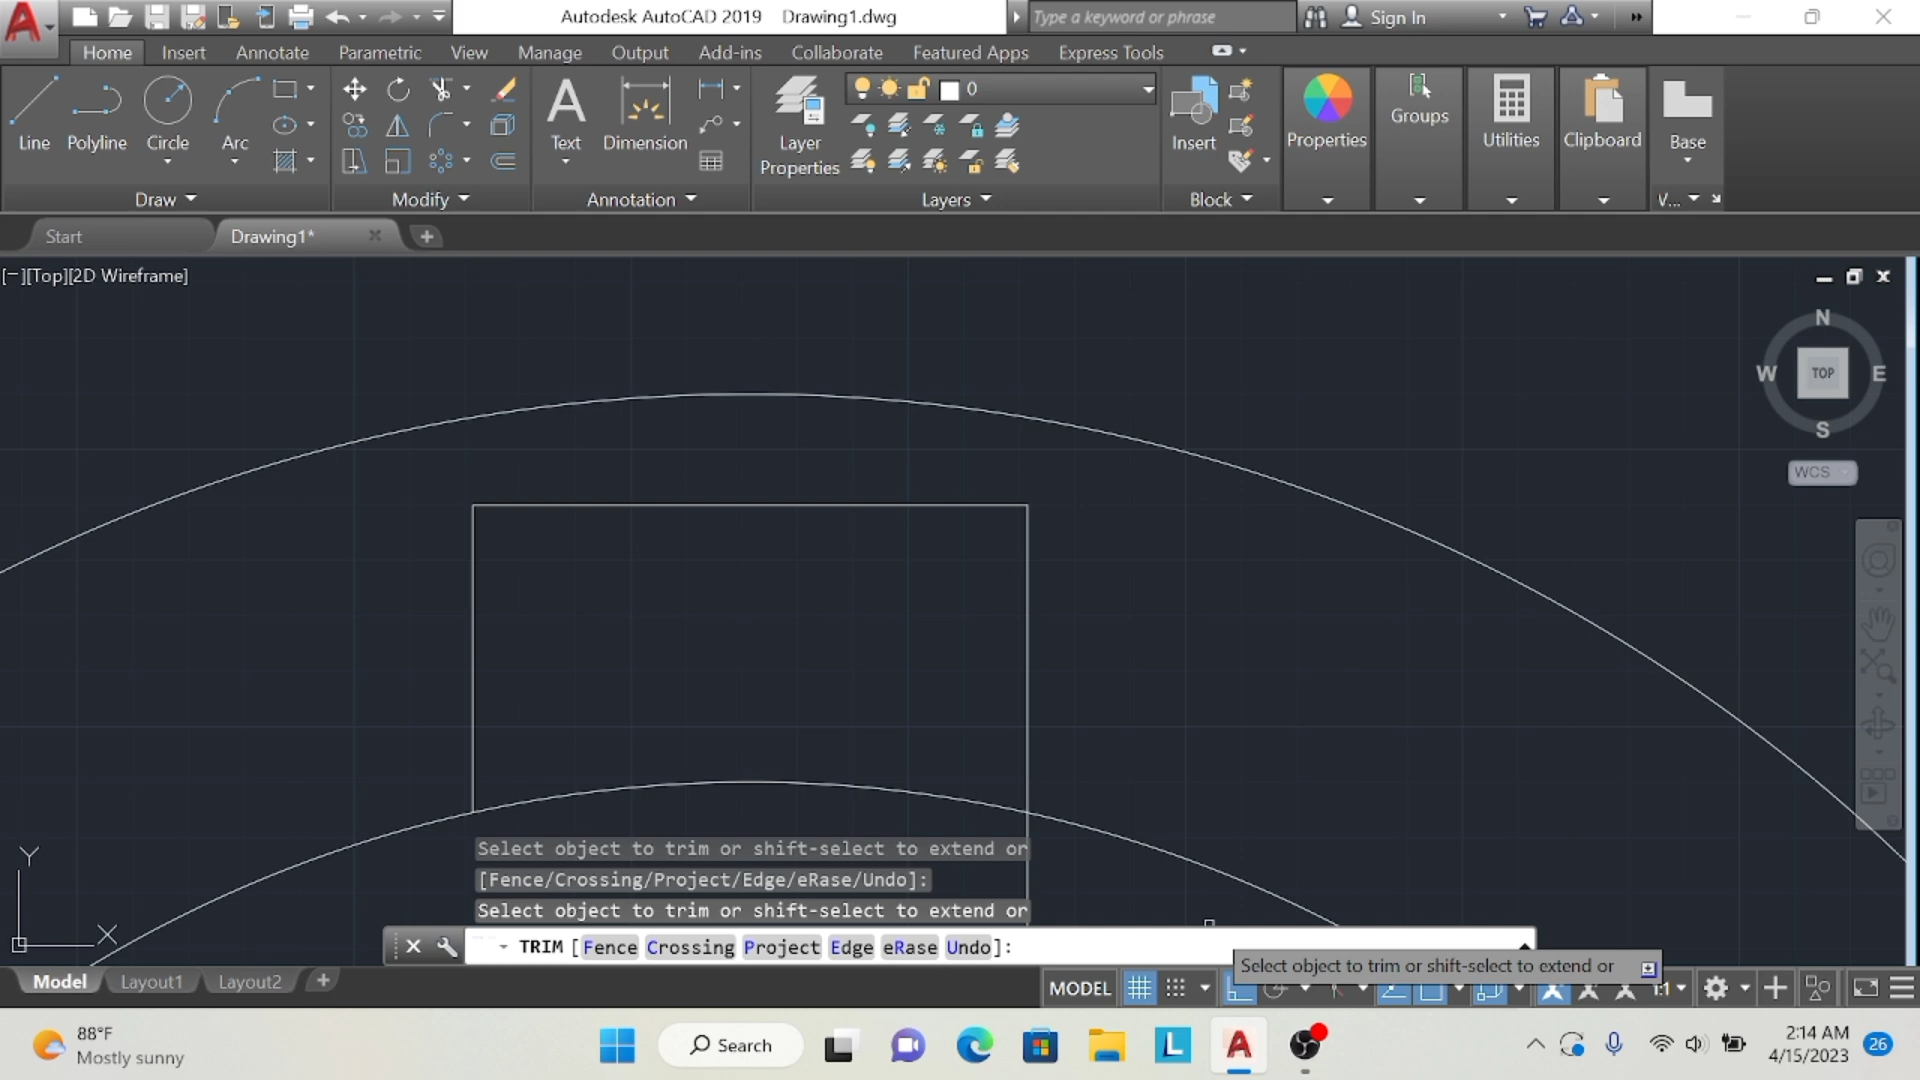 Autodesk AutoCAD 2019 Drawing1.dwg
Type a keyword or phrase
Sign In
Home Insert Annotate Parametric View Manage Output Add-ins Collaborate Featured Apps Express Tools
Line Polyline Circle Arc
Text Dimension
Layer Properties
0
Insert
Properties
Groups
Utilities
Clipboard
Base
Draw Modify Annotation Layers Block V...
Start Drawing1*
[−][Top][2D Wireframe]
N
W TOP E
S
WCS
Y
X
Select object to trim or shift-select to extend or
[Fence/Crossing/Project/Edge/eRase/Undo]:
Select object to trim or shift-select to extend or
TRIM [Fence Crossing Project Edge eRase Undo]:
Select object to trim or shift-select to extend or
Model Layout1 Layout2
MODEL
1:1
88°F
Mostly sunny
Search
2:14 AM
4/15/2023
26